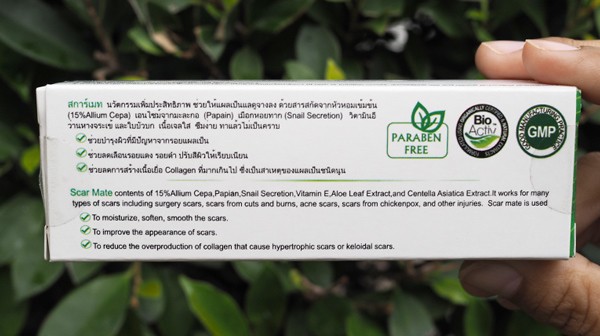 สการ์เมท นวัตกรรมเพิ่มประสิทธิภาพ ช่วยให้แผลเป็นแลดูจางลง ด้วยสารสกัดจากหัวหอมเข้มข้น
(15%Allium Cepa) เอนไซม์จากมะละกอ (Papain) เมือกหอยทาก (Snail Secretion) วิตามินอี
ว่านหางจระเข้ และใบบัวบก เนื้อเจลใส ซึมง่าย ทาแล้วไม่เป็นคราบ
ช่วยบำรุงผิวที่มีปัญหาจากรอยแผลเป็น
ช่วยลดเลือนรอยแดง รอยดำ ปรับสีผิวให้เรียบเนียน
ช่วยลดการสร้างเนื้อเยื่อ Collagen ที่มากเกินไป ซึ่งเป็นสาเหตุของแผลเป็นชนิดนูน
PARABEN
FREE
Bio
Activ
GOOD MANUFACTURING PRACTICE
GMP
Scar Mate contents of 15%Allium Cepa,Papian,Snail Secretion,Vitamin E,Aloe Leaf Extract,and Centella Asiatica Extract.It works for many
types of scars including surgery scars, scars from cuts and burns, acne scars, scars from chickenpox, and other injuries. Scar mate is used
To moisturize, soften, smooth the scars.
To improve the appearance of scars.
To reduce the overproduction of collagen that cause hypertrophic scars or keloidal scars.